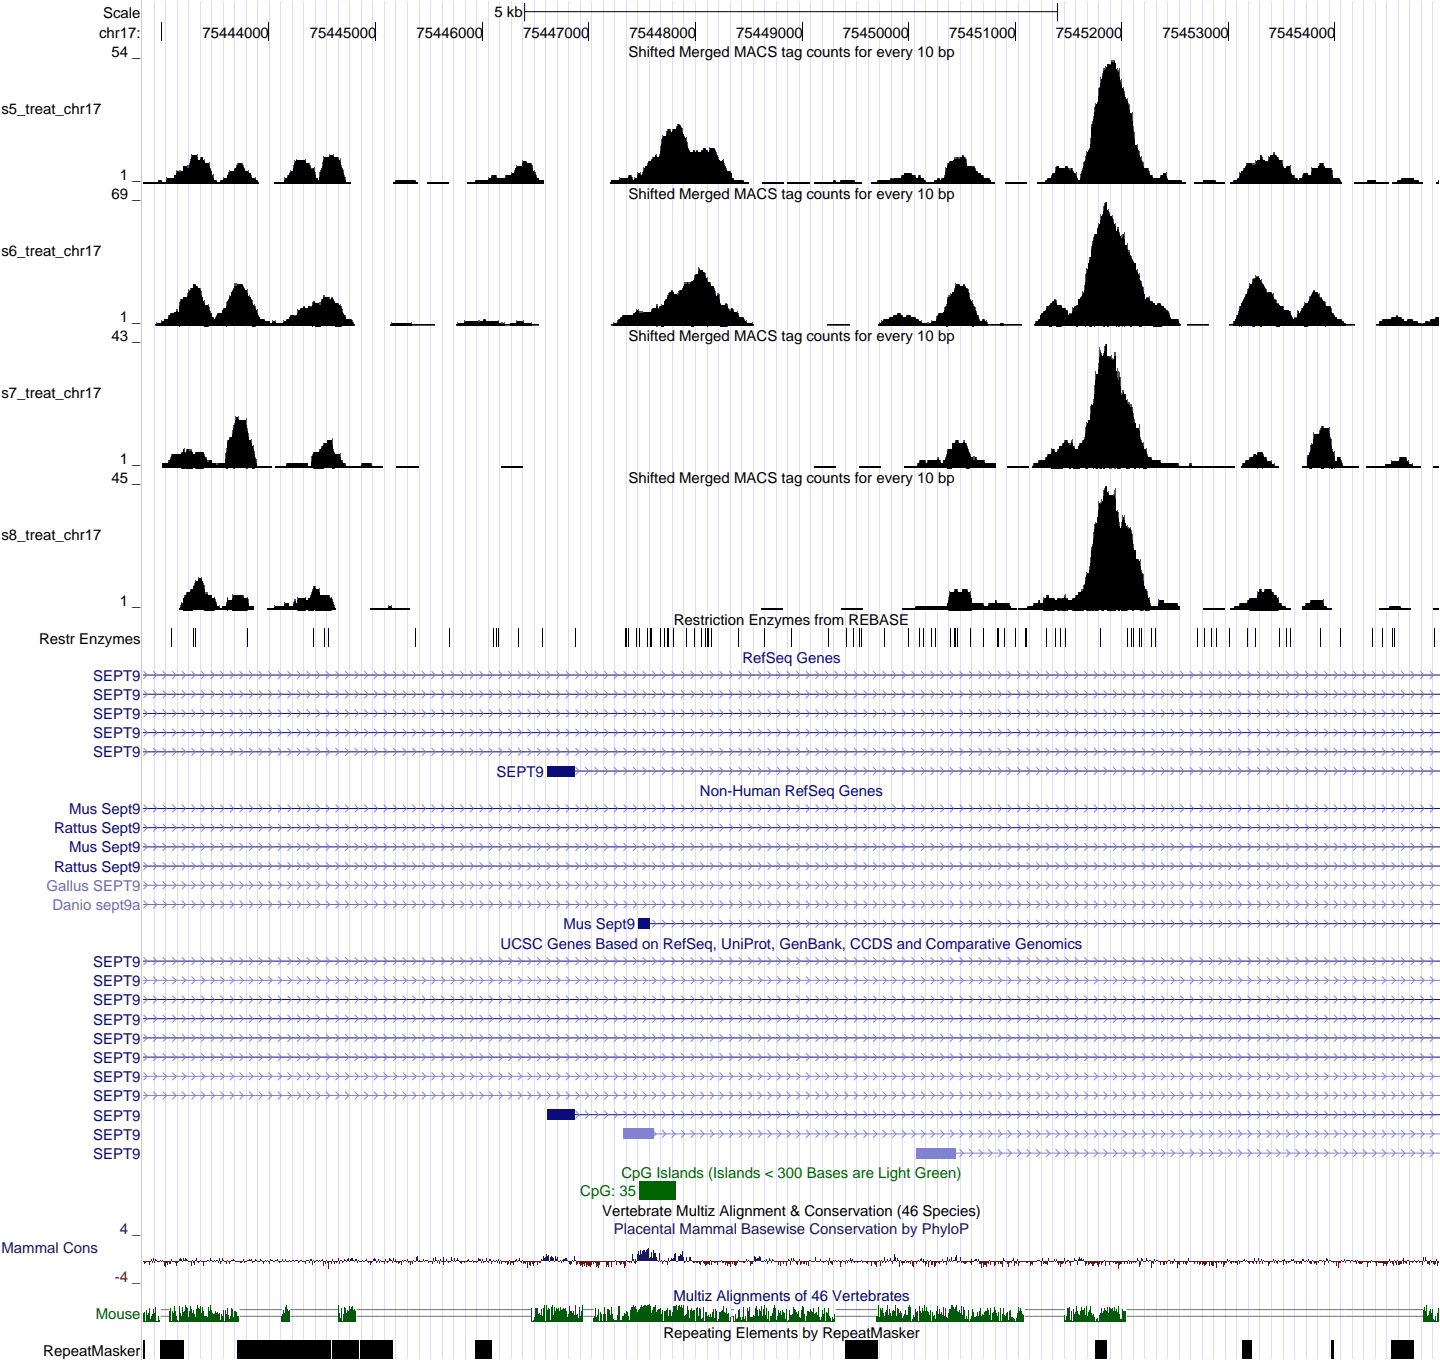 Scale 5 kb
chr17: 75444000 75445000 75446000 75447000 75448000 75449000 75450000 75451000 75452000 75453000 75454000
54 _ Shifted Merged MACS tag counts for every 10 bp
s5_treat_chr17
1 _
69 _ Shifted Merged MACS tag counts for every 10 bp
s6_treat_chr17
1 _
43 _ Shifted Merged MACS tag counts for every 10 bp
s7_treat_chr17
1 _
45 _ Shifted Merged MACS tag counts for every 10 bp
s8_treat_chr17
1 _
Restriction Enzymes from REBASE
Restr Enzymes
RefSeq Genes
SEPT9
SEPT9
SEPT9
SEPT9
SEPT9
SEPT9
Non-Human RefSeq Genes
Mus Sept9
Rattus Sept9
Mus Sept9
Rattus Sept9
Gallus SEPT9
Danio sept9a
Mus Sept9
UCSC Genes Based on RefSeq, UniProt, GenBank, CCDS and Comparative Genomics
SEPT9
SEPT9
SEPT9
SEPT9
SEPT9
SEPT9
SEPT9
SEPT9
SEPT9
SEPT9
SEPT9
CpG Islands (Islands < 300 Bases are Light Green)
CpG: 35
Vertebrate Multiz Alignment & Conservation (46 Species)
4 _ Placental Mammal Basewise Conservation by PhyloP
Mammal Cons
-4 _
Multiz Alignments of 46 Vertebrates
Mouse
Repeating Elements by RepeatMasker
RepeatMasker